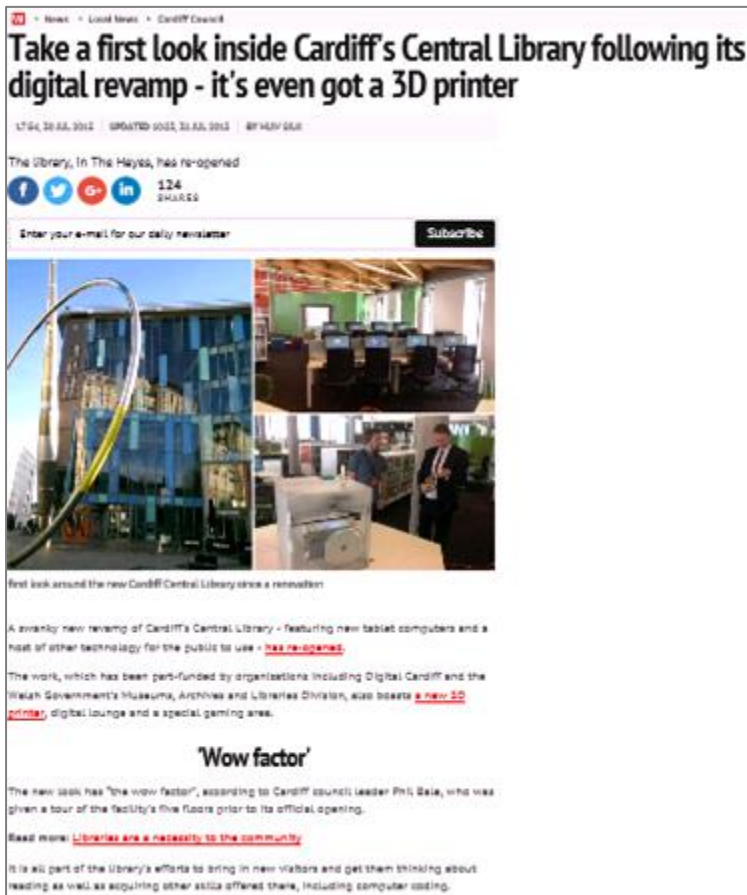 News • Local News • Cardiff Council
Take a first look inside Cardiff's Central Library following its
digital revamp - it's even got a 3D printer
UPDATED
The library, in The Hayes, has re-opened
124
SHARES
Enter your e-mail for our daily newsletter
Subscribe
first look around the new Cardiff Central Library since a renovation
A swanky new revamp of Cardiff's Central Library - featuring new tablet computers and a
host of other technology for the public to use - has re-opened.
The work, which has been part-funded by organisations including Digital Cardiff and the
Welsh Government's Museums, Archives and Libraries Division, also boasts a new 3D
printer, digital lounge and a special gaming area.
'Wow factor'
The new look has "the wow factor", according to Cardiff council leader Phil Bale, who was
given a tour of the facility's five floors prior to its official opening.
Read more: Libraries are a necessity to the community
It is all part of the library's efforts to bring in new visitors and get them thinking about
reading as well as acquiring other skills offered there, including computer coding.